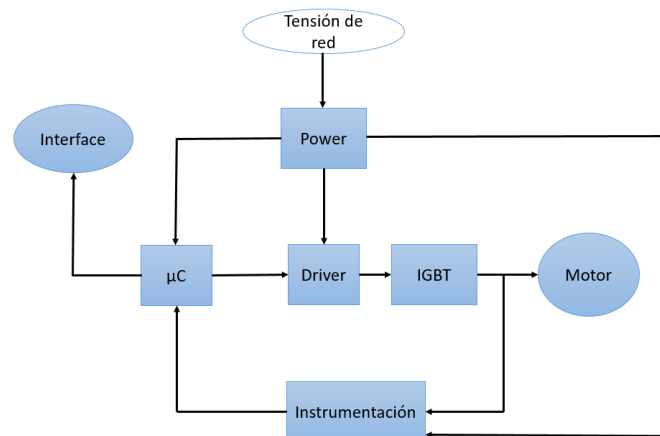 Tensión de
red
Interface
Power
µC
Driver
IGBT
Motor
Instrumentación